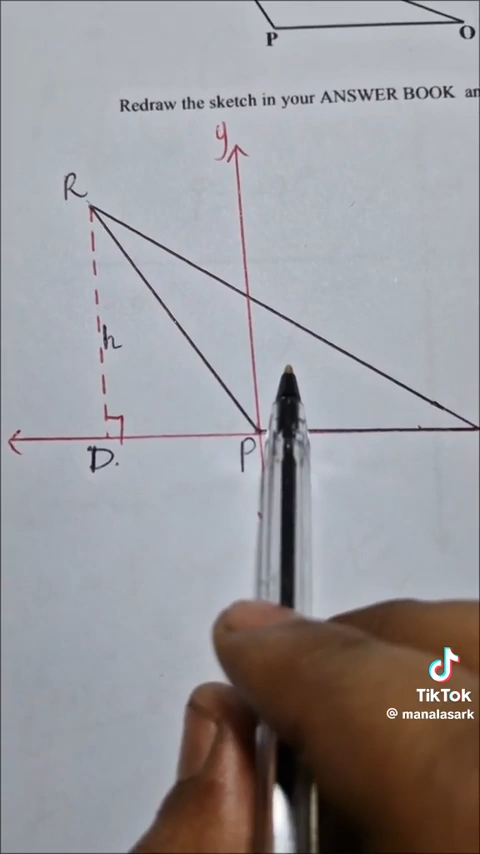 P O
Redraw the sketch in your ANSWER BOOK
y
R
h
D.
P
TikTok
@ manalasark